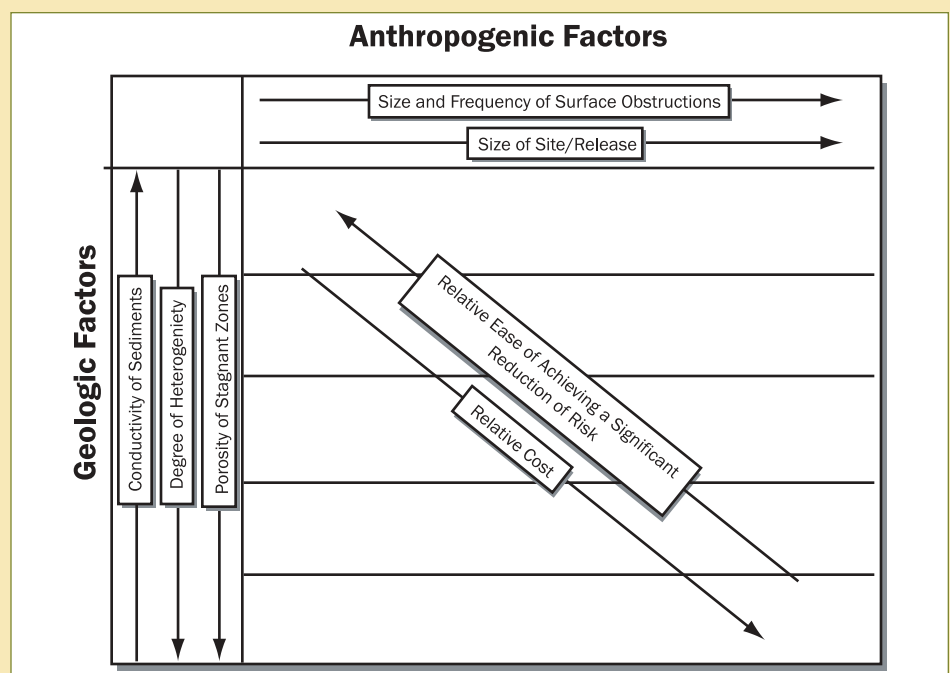 Anthropogenic Factors
Size and Frequency of Surface Obstructions
Size of Site/Release
Geologic Factors
Conductivity of Sediments
Degree of Heterogeniety
Porosity of Stagnant Zones
Relative Ease of Achieving a Significant
Reduction of Risk
Relative Cost